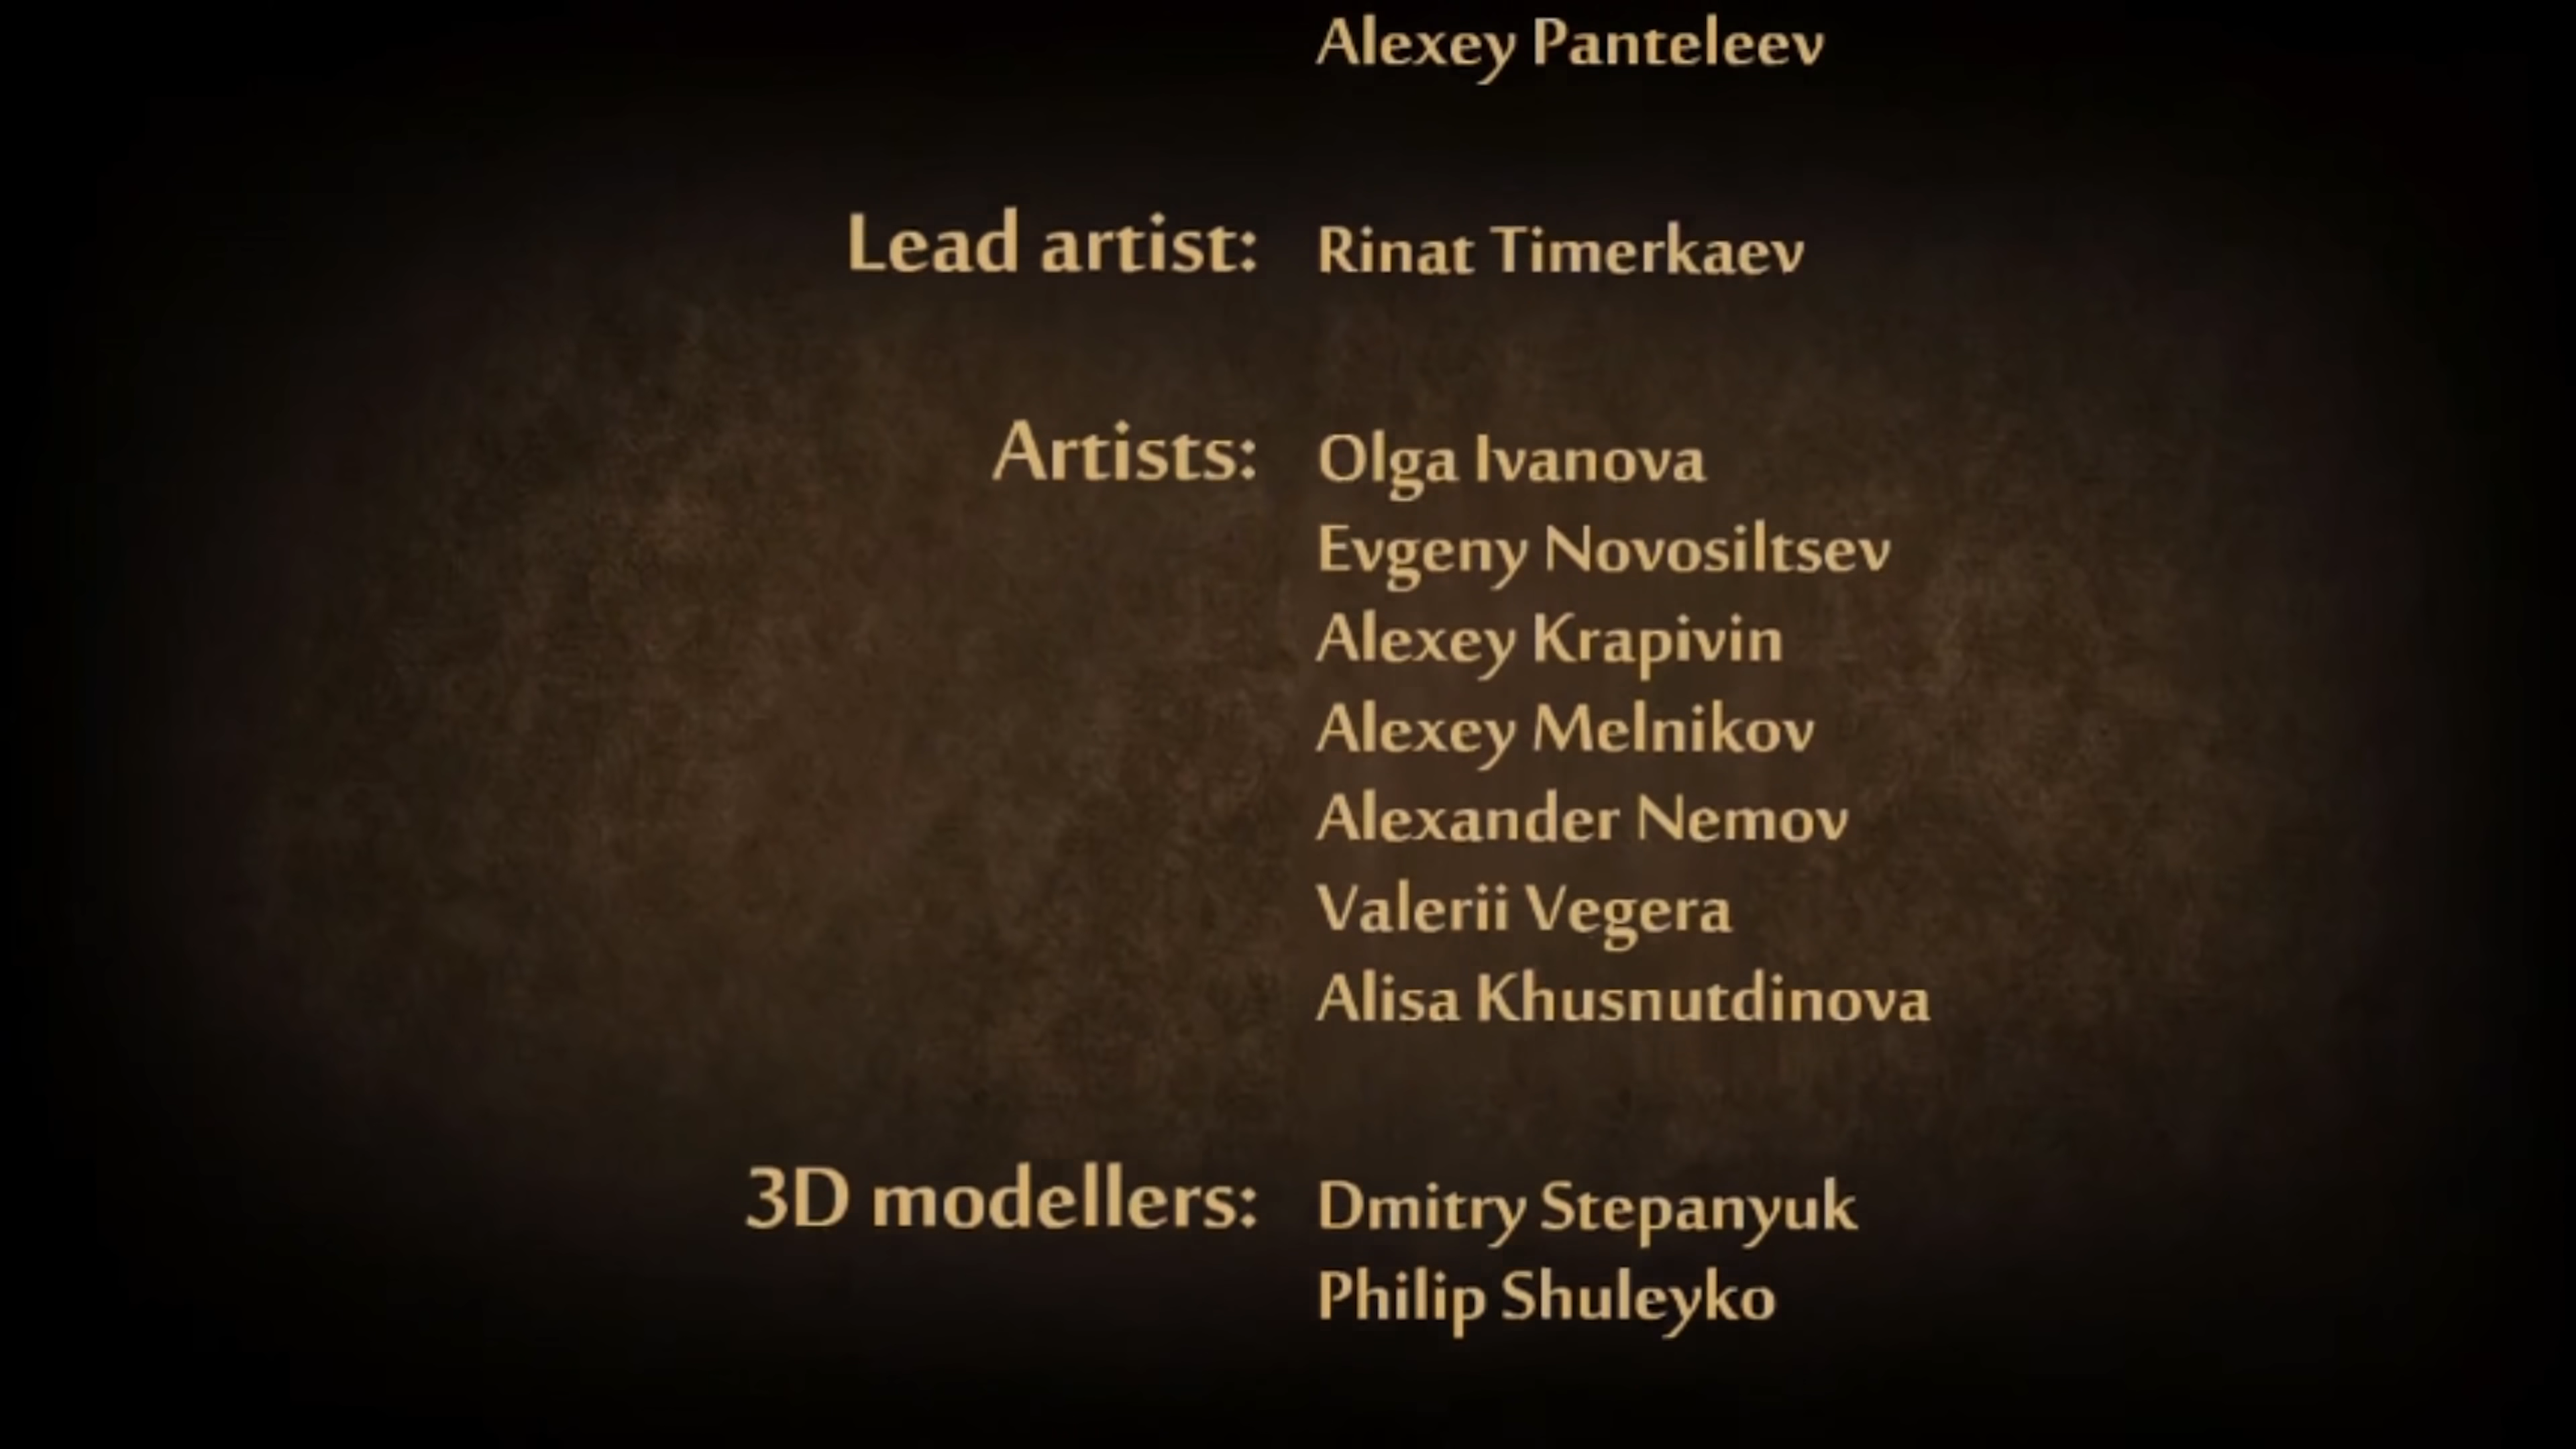 Alexey Panteleev
Lead artist: Rinat Timerkaev
Artists: Olga Ivanova
Evgeny Novosiltsev
Alexey Krapivin
Alexey Melnikov
Alexander Nemov
Valerii Vegera
Alisa Khusnutdinova
3D modellers: Dmitry Stepanyuk
Philip Shuleyko